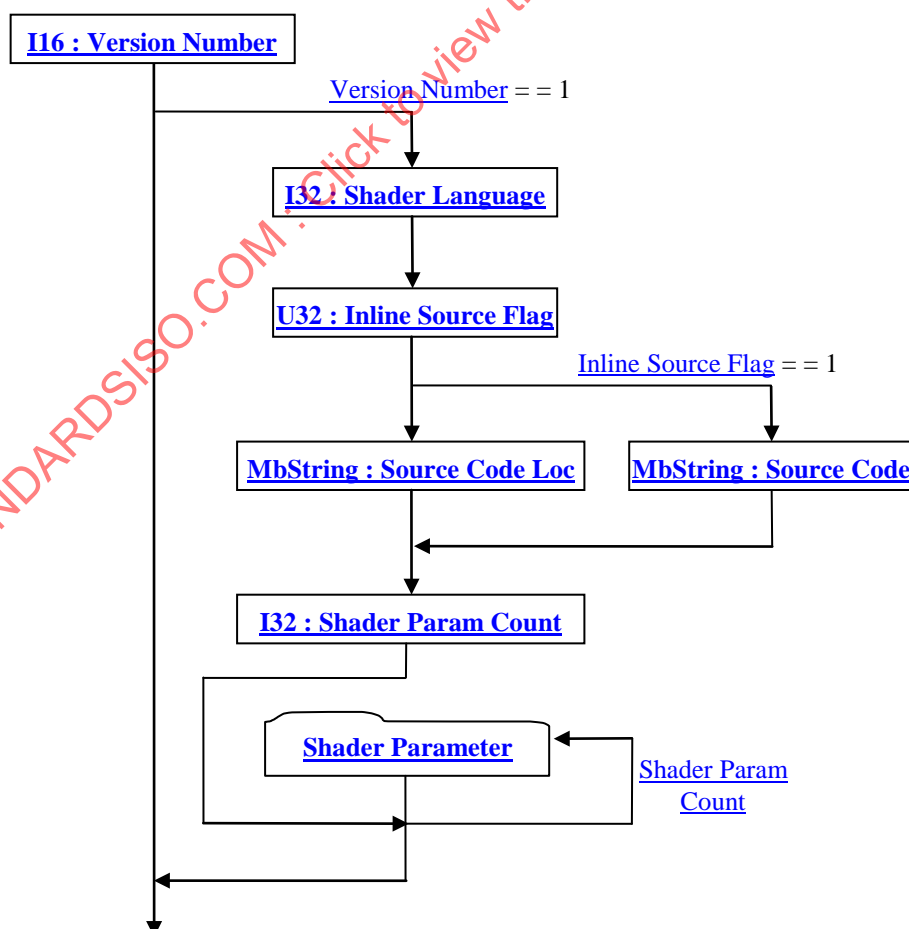 I16 : Version Number
Version Number = = 1
I32 : Shader Language
U32 : Inline Source Flag
Inline Source Flag = = 1
MbString : Source Code Loc
MbString : Source Code
I32 : Shader Param Count
Shader Parameter
Shader Param
Count
NDARDSISO.COM : Click to view